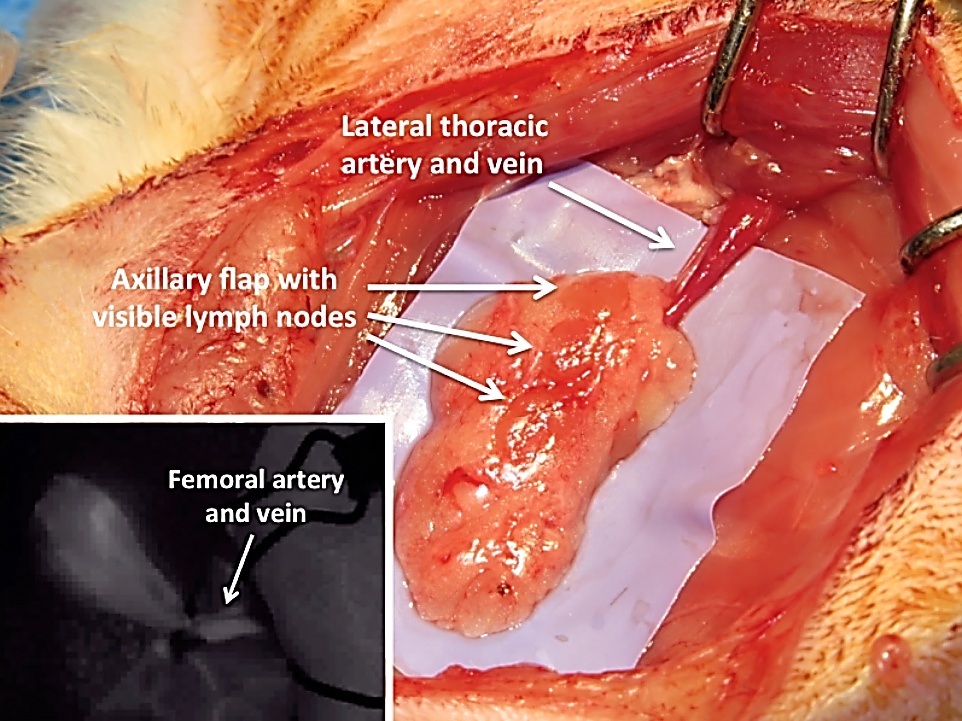 Lateral thoracic
artery and vein
Axillary flap with
visible lymph nodes
Femoral artery
and vein